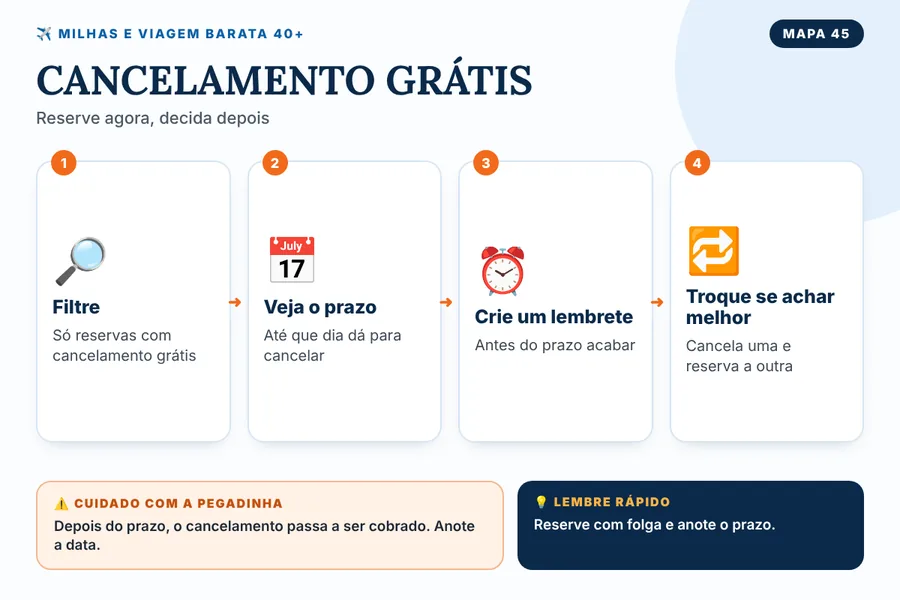 MILHAS E VIAGEM BARATA 40+
MAPA 45
CANCELAMENTO GRÁTIS
Reserve agora, decida depois
1
Filtre
Só reservas com
cancelamento grátis
2
July
17
Veja o prazo
Até que dia dá para
cancelar
3
Crie um lembrete
Antes do prazo acabar
4
Troque se achar
melhor
Cancela uma e
reserva a outra
CUIDADO COM A PEGADINHA
Depois do prazo, o cancelamento passa a ser cobrado. Anote
a data.
LEMBRE RÁPIDO
Reserve com folga e anote o prazo.